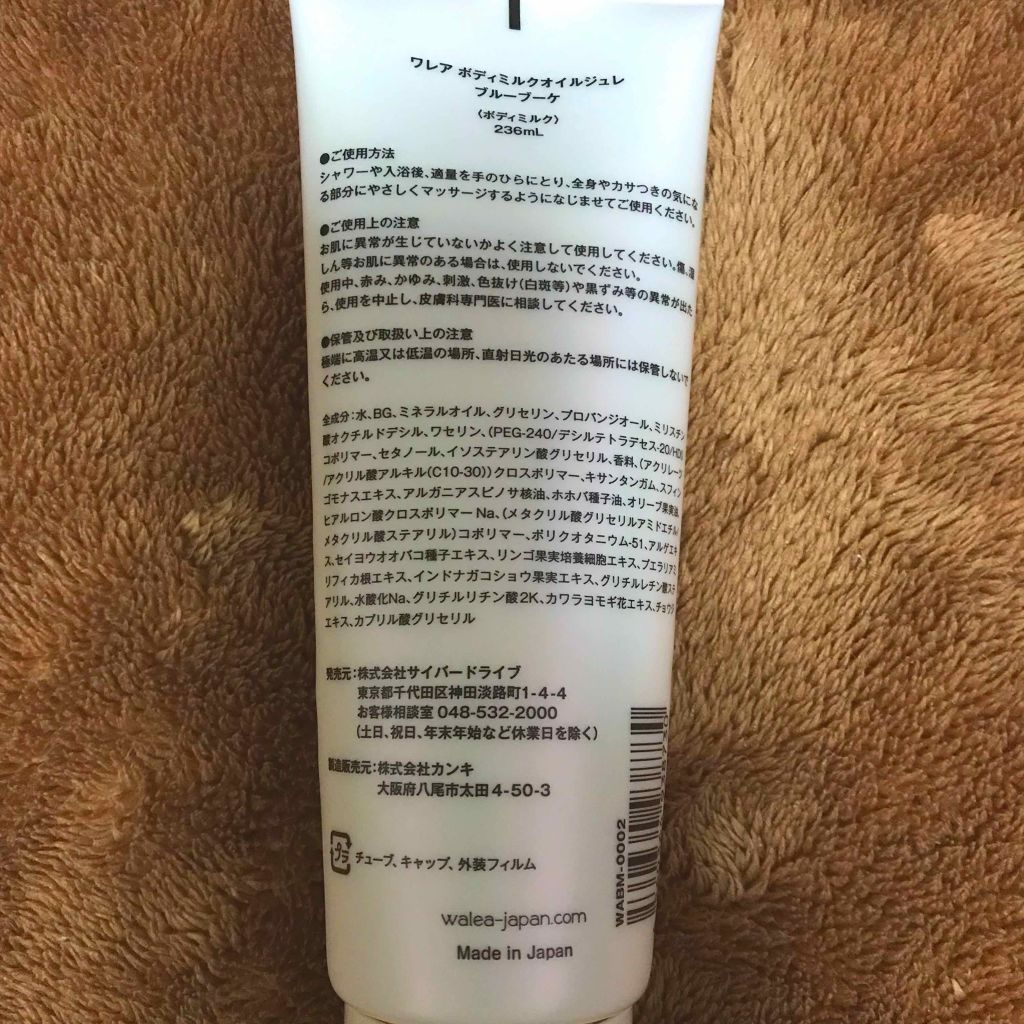 ワレア ボディミルクオイルジュレ
ブルーブーケ
〈ボディミルク〉
236mL
●ご使用方法
シャワーや入浴後、適量を手のひらにとり、全身やカサつきの気にな
る部分にやさしくマッサージするようになじませてご使用ください。
●ご使用上の注意
お肌に異常が生じていないかよく注意して使用してください。傷、湿
しん等お肌に異常のある場合は、使用しないでください。
使用中、赤み、かゆみ、刺激、色抜け(白斑等)や黒ずみ等の異常が出た
ら、使用を中止し、皮膚科専門医に相談してください。
●保管及び取扱い上の注意
極端に高温又は低温の場所、直射日光のあたる場所には保管しないで
ください。
全成分:水、BG、ミネラルオイル、グリセリン、プロパンジオール、ミリスチン
酸オクチルドデシル、ワセリン、(PEG-240/デシルテトラデセス-20/HDI)
コポリマー、セタノール、イソステアリン酸グリセリル、香料、(アクリレーツ
/アクリル酸アルキル(C10-30))クロスポリマー、キサンタンガム、スフィン
ゴモナスエキス、アルガニアスピノサ核油、ホホバ種子油、オリーブ果実油、
ヒアルロン酸クロスポリマーNa、(メタクリル酸グリセリルアミドエチル/
メタクリル酸ステアリル)コポリマー、ポリクオタニウム-51、アルゲエキ
ス、セイヨウオオバコ種子エキス、リンゴ果実培養細胞エキス、プエラリアミ
リフィカ根エキス、インドナガコショウ果実エキス、グリチルレチン酸ステ
アリル、水酸化Na、グリチルリチン酸2K、カワラヨモギ花エキス、チョウジ
エキス、カプリル酸グリセリル
発売元:株式会社サイバードライブ
東京都千代田区神田淡路町1-4-4
お客様相談室 048-532-2000
(土日、祝日、年末年始など休業日を除く)
製造販売元:株式会社カンキ
大阪府八尾市太田4-50-3
プラ チューブ、キャップ、外装フィルム
WABM-0002
walea-japan.com
Made in Japan